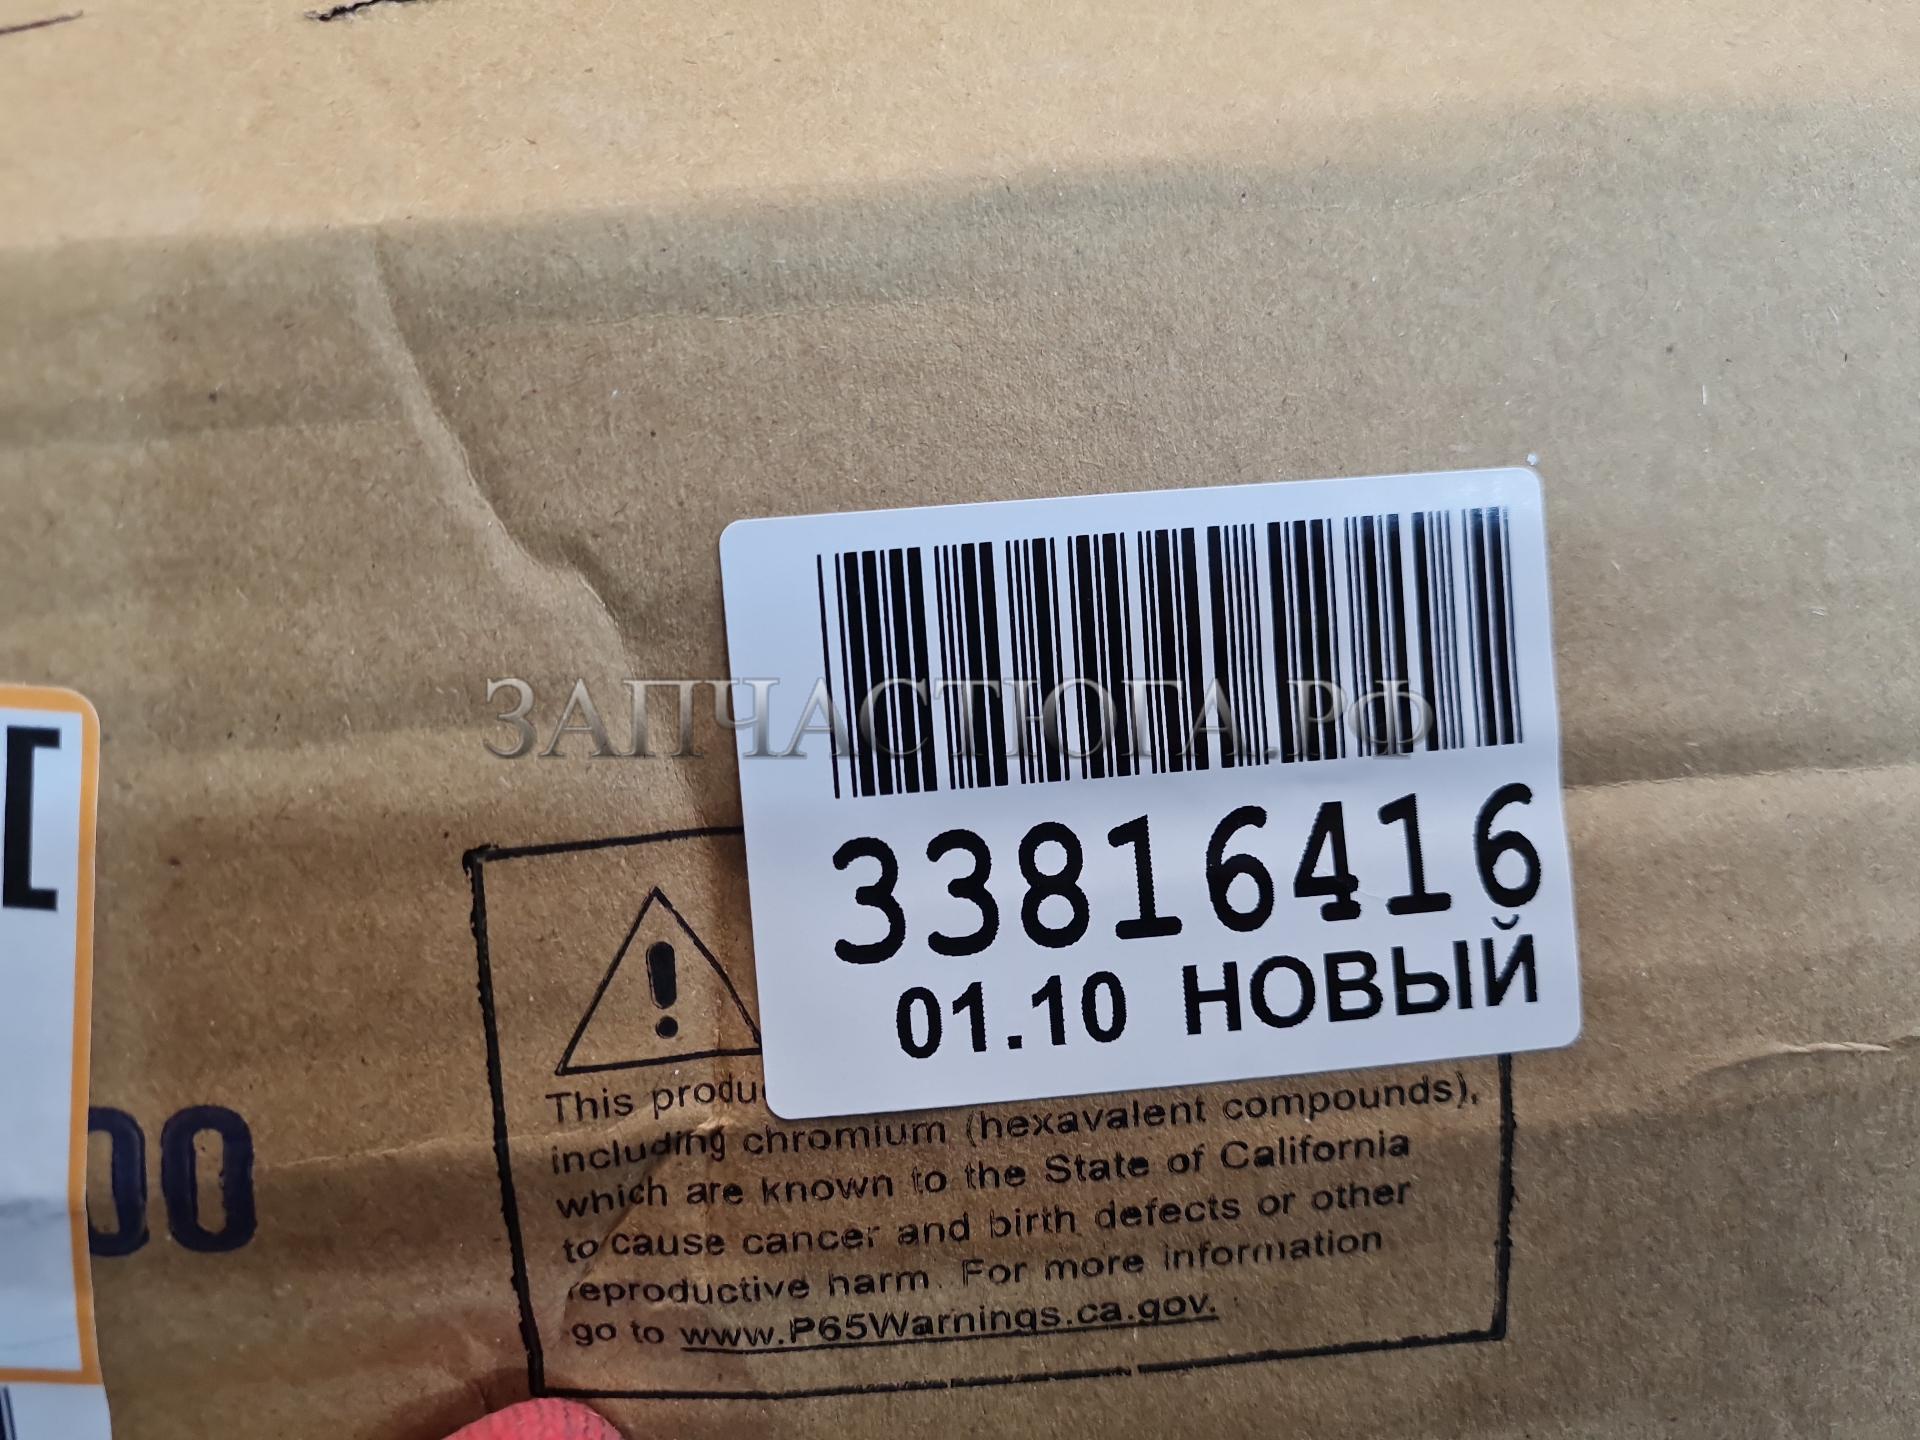 ЗАПЧАСТЮГА.РФ
33816416
01.10 НОВЫЙ
00
This
including chromium (hexavalent compounds),
which are known to the State of California
to cause cancer and birth defects or other
reproductive harm. For more information
go to www.P65Warnings.ca.gov.